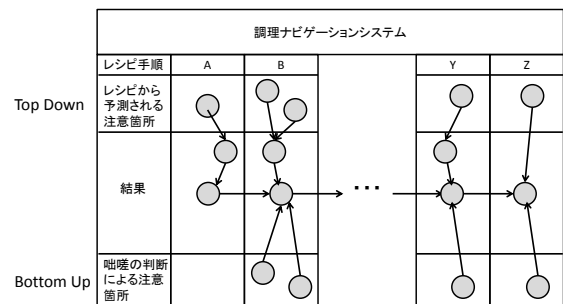 調理ナビゲーションシステム
レシピ手順 A B Y Z
Top Down
レシピから
予測される
注意箇所
結果
・・・
Bottom Up
咄嗟の判断
による注意
箇所